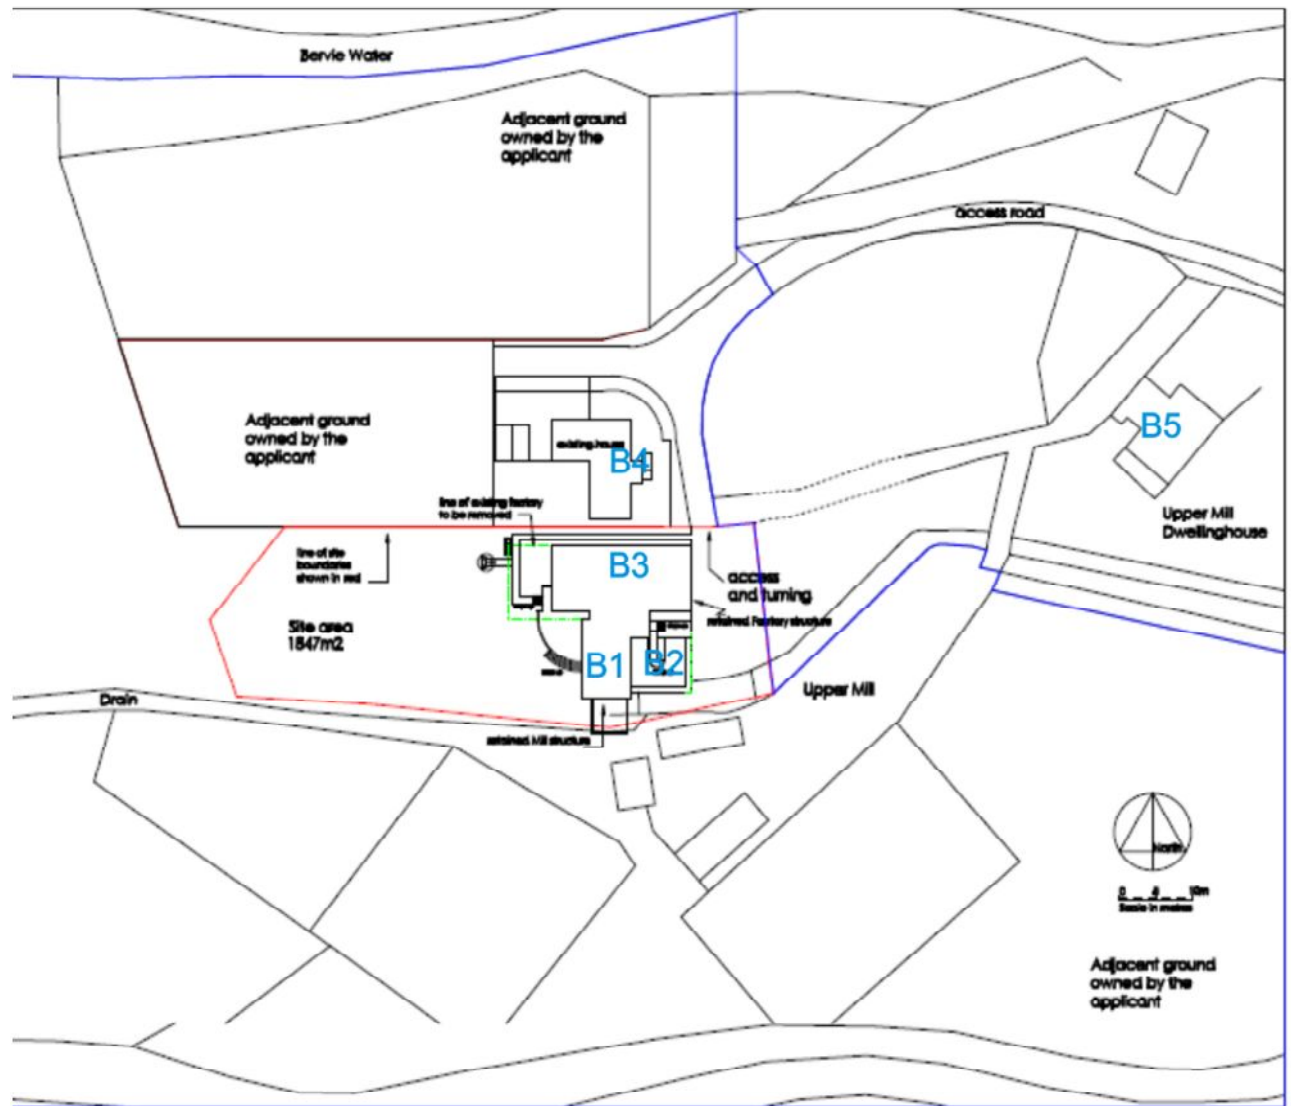 Bervie Water
Adjacent ground
owned by the
applicant
access road
Adjacent ground
owned by the
applicant
existing house
B4
B5
line of existing factory
to be removed
Upper Mill
Dwellinghouse
line of site
boundaries
shown in red
B3
access
and turning
retained Factory structure
Site area
1847m2
B1
B2
Upper Mill
Drain
retained Mill structure
North
0 10m
Scale in metres
Adjacent ground
owned by the
applicant